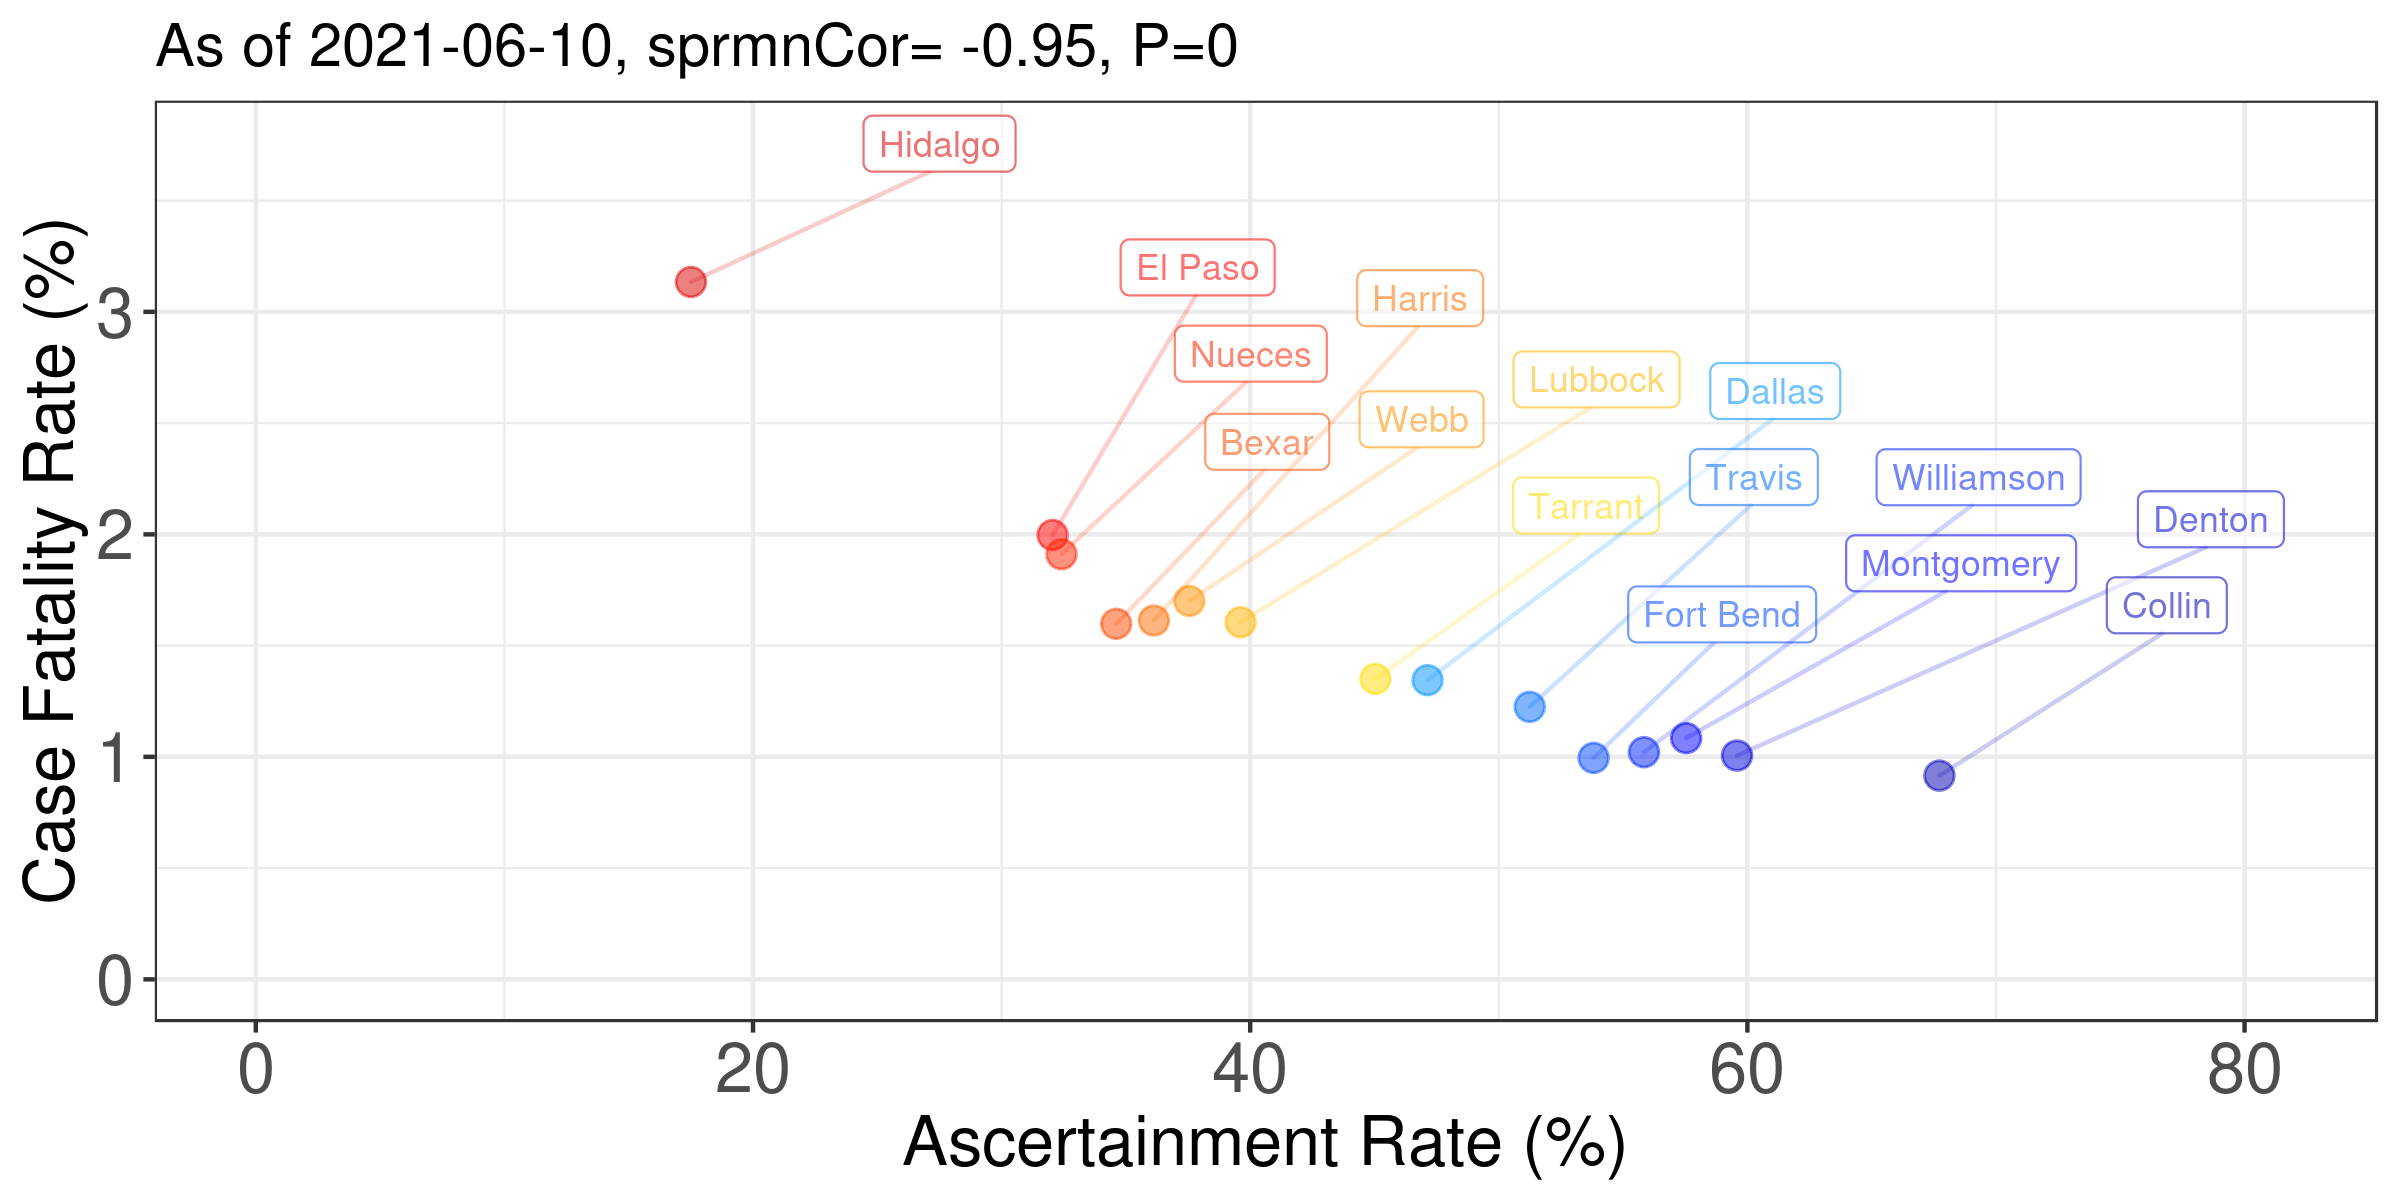 As of 2021-06-10, sprmnCor= -0.95, P=0
Case Fatality Rate (%)
3
2
1
0
Hidalgo
El Paso
Harris
Nueces
Lubbock
Dallas
Webb
Bexar
Travis
Williamson
Tarrant
Denton
Montgomery
Collin
Fort Bend
0 20 40 60 80
Ascertainment Rate (%)